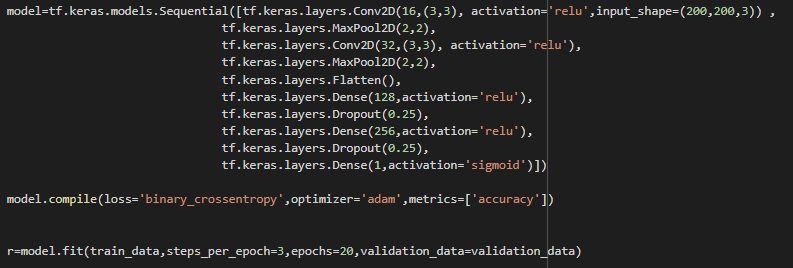 model=tf.keras.models.Sequential([tf.keras.layers.Conv2D(16,(3,3), activation='relu',input_shape=(200,200,3)) ,
tf.keras.layers.MaxPool2D(2,2),
tf.keras.layers.Conv2D(32,(3,3), activation='relu'),
tf.keras.layers.MaxPool2D(2,2),
tf.keras.layers.Flatten(),
tf.keras.layers.Dense(128,activation='relu'),
tf.keras.layers.Dropout(0.25),
tf.keras.layers.Dense(256,activation='relu'),
tf.keras.layers.Dropout(0.25),
tf.keras.layers.Dense(1,activation='sigmoid')])
model.compile(loss='binary_crossentropy',optimizer='adam',metrics=['accuracy'])
r=model.fit(train_data,steps_per_epoch=3,epochs=20,validation_data=validation_data)